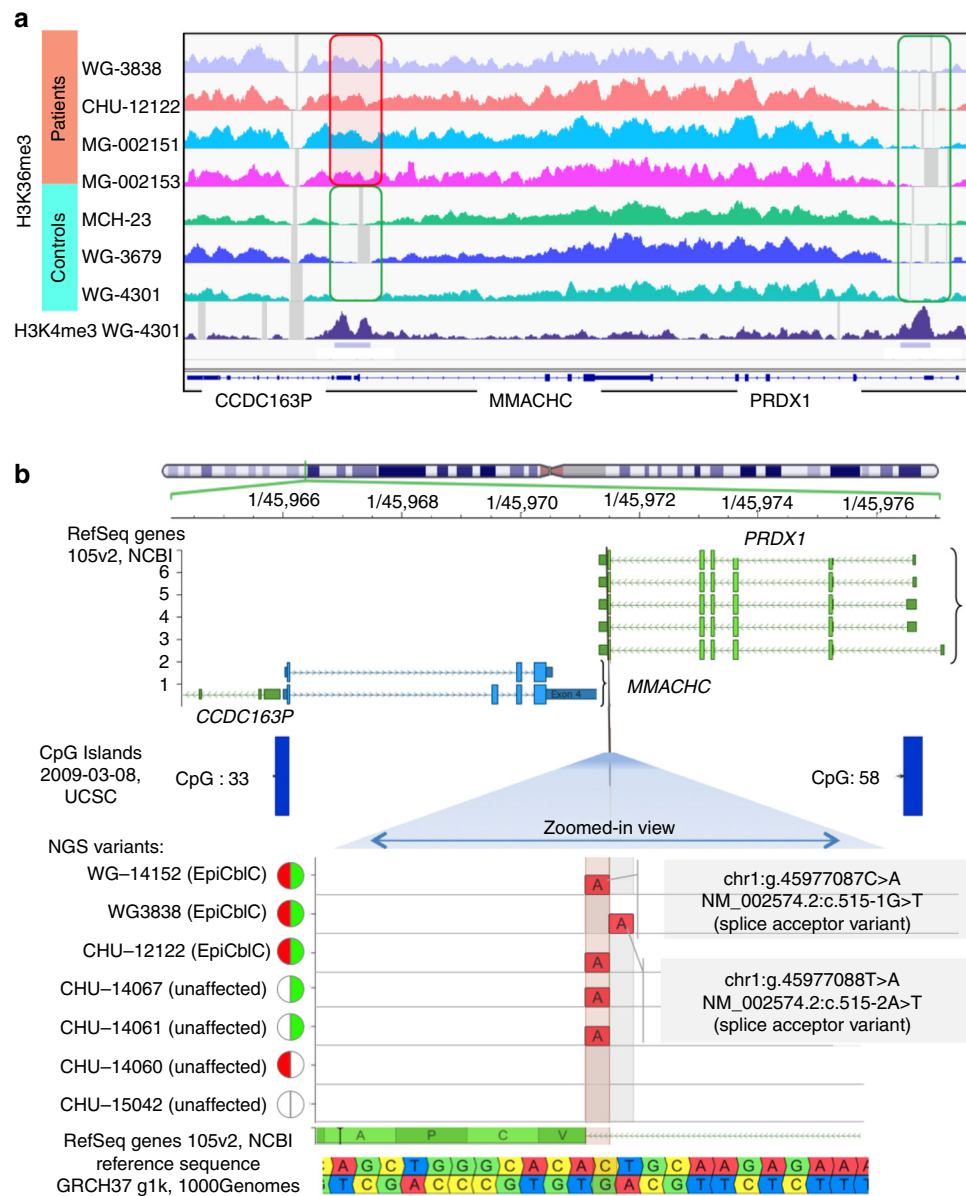 a
H3K36me3
Patients
Controls
WG-3838
CHU-12122
MG-002151
MG-002153
MCH-23
WG-3679
WG-4301
H3K4me3 WG-4301
CCDC163P
MMACHC
PRDX1
b
1/45,966
1/45,968
1/45,970
1/45,972
1/45,974
1/45,976
RefSeq genes
105v2, NCBI
PRDX1
6
5
4
3
2
1
Exon 4
MMACHC
CCDC163P
CpG Islands
2009-03-08,
UCSC
CpG : 33
CpG: 58
Zoomed-in view
NGS variants:
WG–14152 (EpiCblC)
A
WG3838 (EpiCblC)
A
CHU–12122 (EpiCblC)
A
CHU–14067 (unaffected)
A
CHU–14061 (unaffected)
A
CHU–14060 (unaffected)
CHU–15042 (unaffected)
chr1:g.45977087C>A
NM_002574.2:c.515-1G>T
(splice acceptor variant)
chr1:g.45977088T>A
NM_002574.2:c.515-2A>T
(splice acceptor variant)
RefSeq genes 105v2, NCBI
A P C V
reference sequence
GRCH37 g1k, 1000Genomes
A G C T G G G C A C A C T G C A A G A G A A A
T C G A C C C G T G T G A C G T T C T C T T T